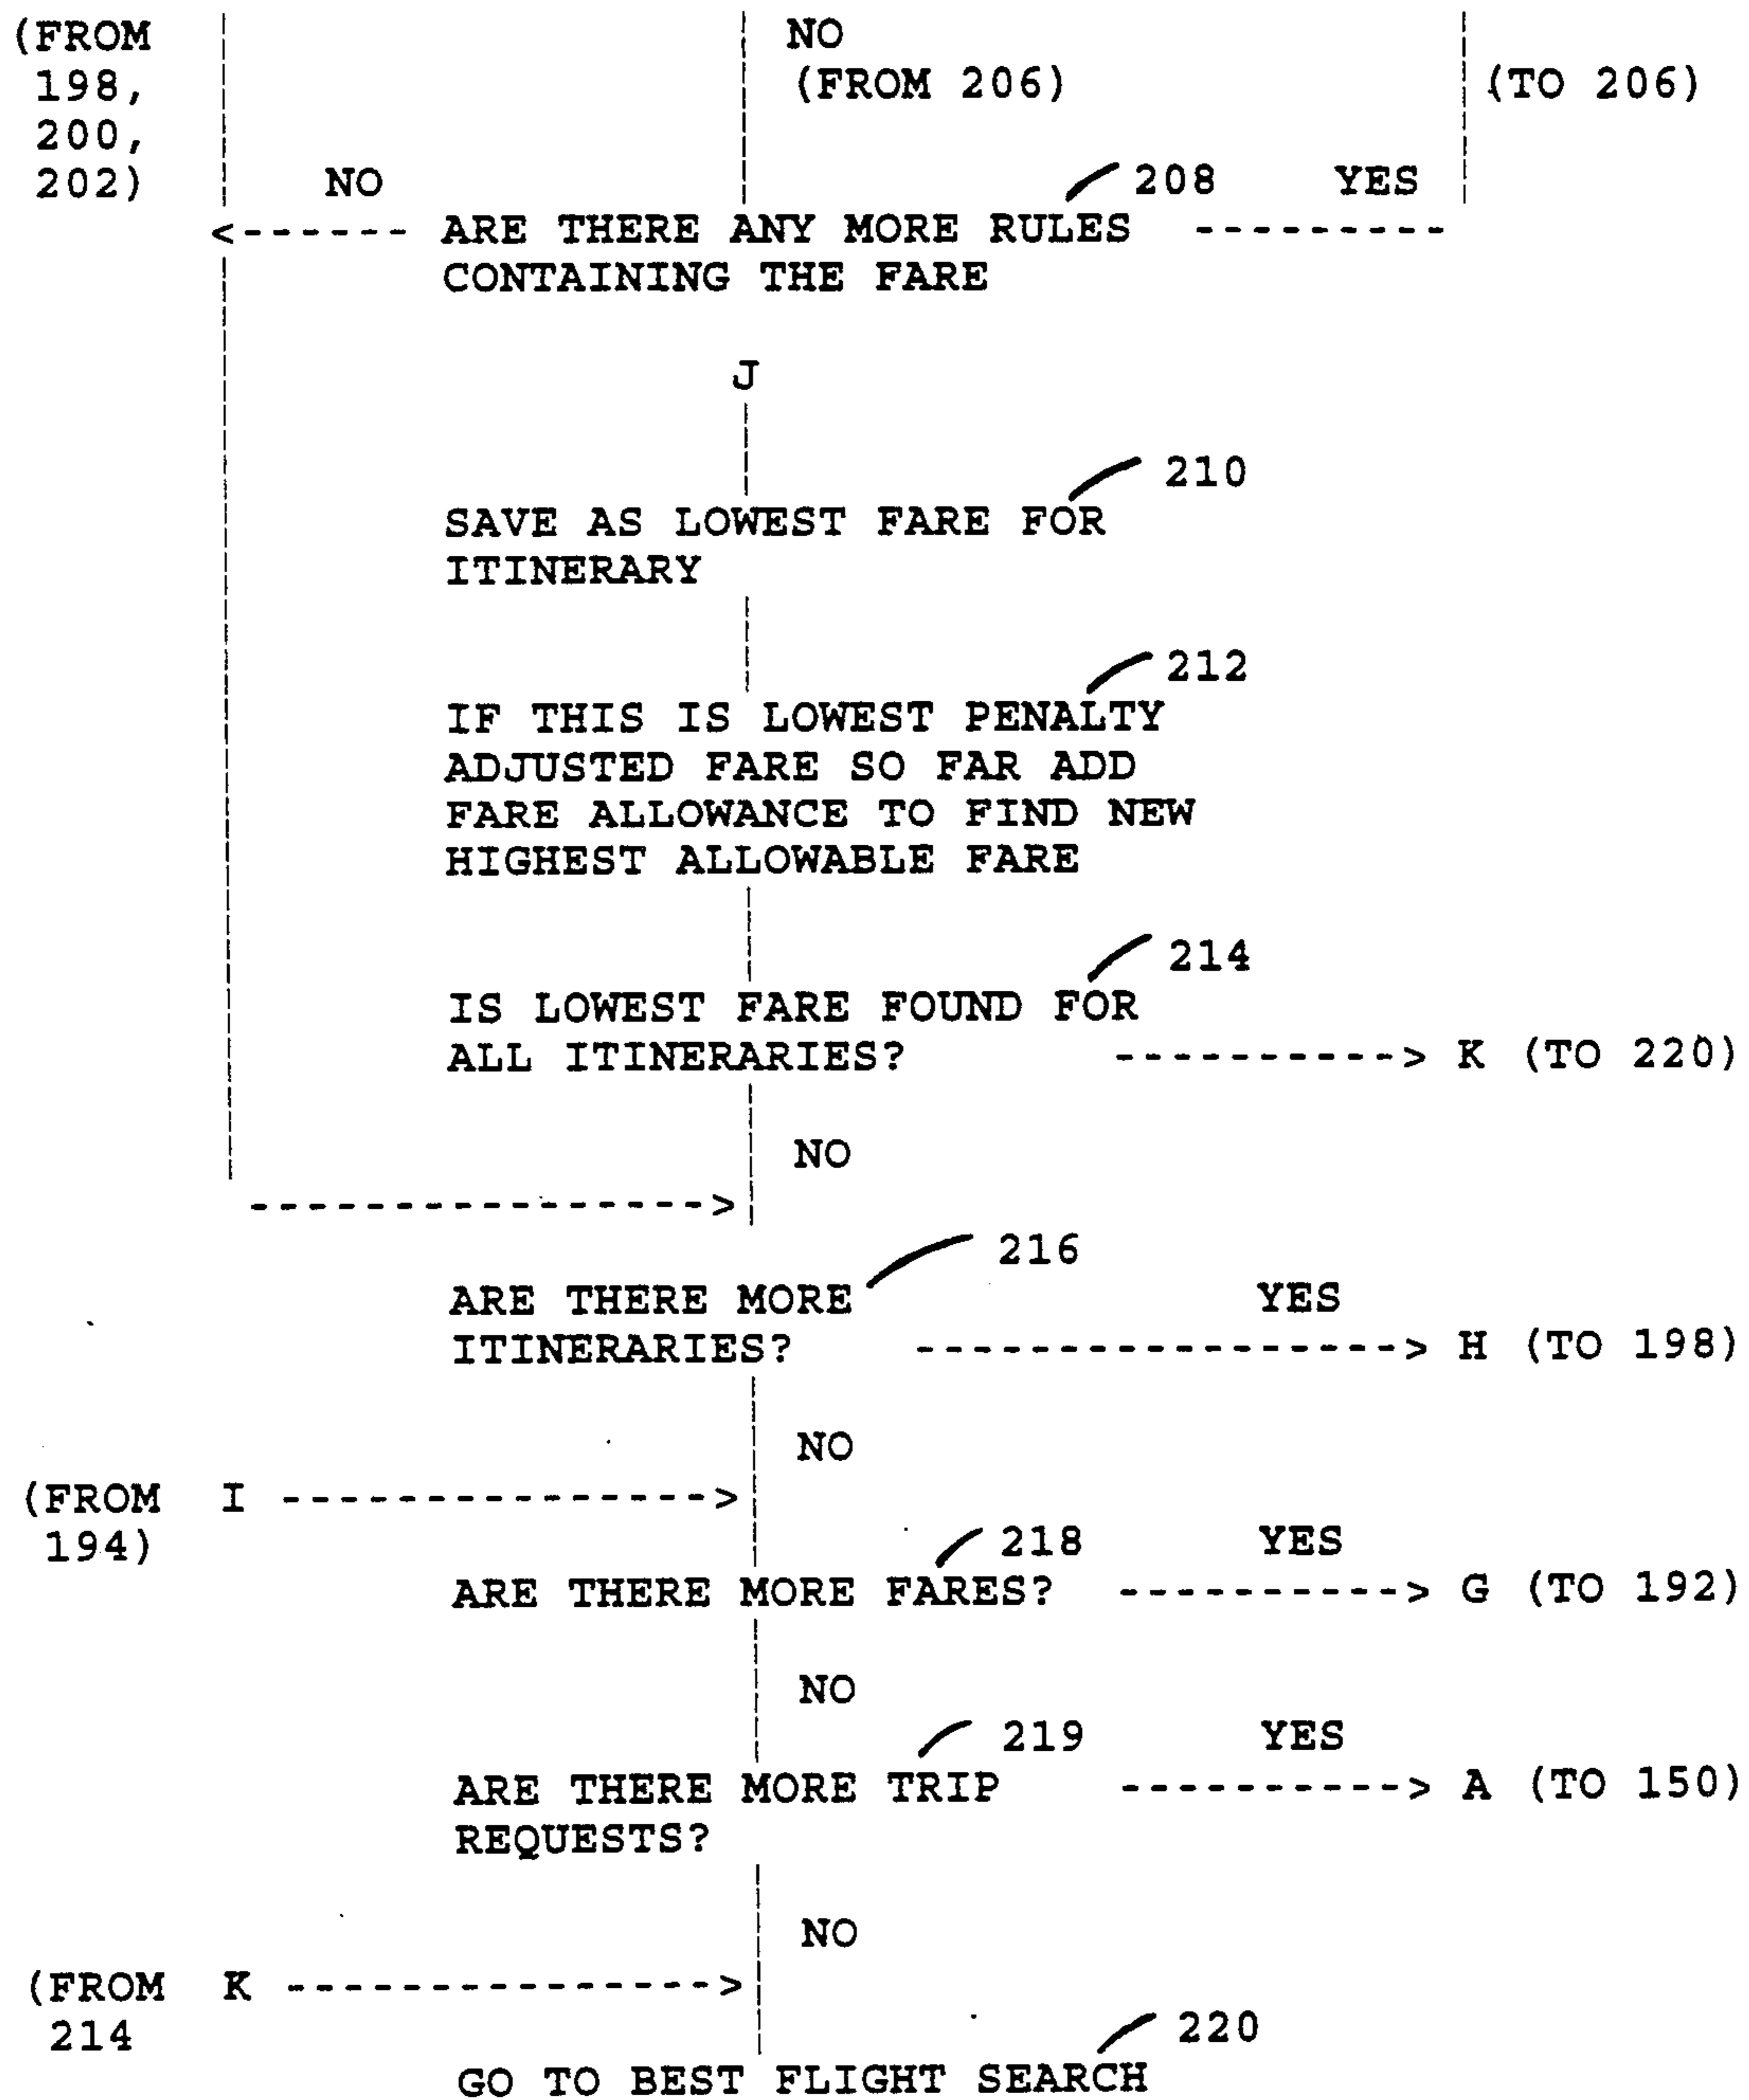 (FROM 198, 200, 202)
NO
(FROM 206)
(TO 206)
NO
208
YES
<------ ARE THERE ANY MORE RULES ---------
CONTAINING THE FARE
J
210
SAVE AS LOWEST FARE FOR
ITINERARY
212
IF THIS IS LOWEST PENALTY
ADJUSTED FARE SO FAR ADD
FARE ALLOWANCE TO FIND NEW
HIGHEST ALLOWABLE FARE
214
IS LOWEST FARE FOUND FOR
ALL ITINERARIES? ----------> K (TO 220)
NO
---------------->
216
ARE THERE MORE YES
ITINERARIES? ------------------> H (TO 198)
NO
(FROM I ---------------->
194)
218 YES
ARE THERE MORE FARES? ----------> G (TO 192)
NO
219 YES
ARE THERE MORE TRIP ----------> A (TO 150)
REQUESTS?
NO
(FROM K ---------------->
214
220
GO TO BEST FLIGHT SEARCH